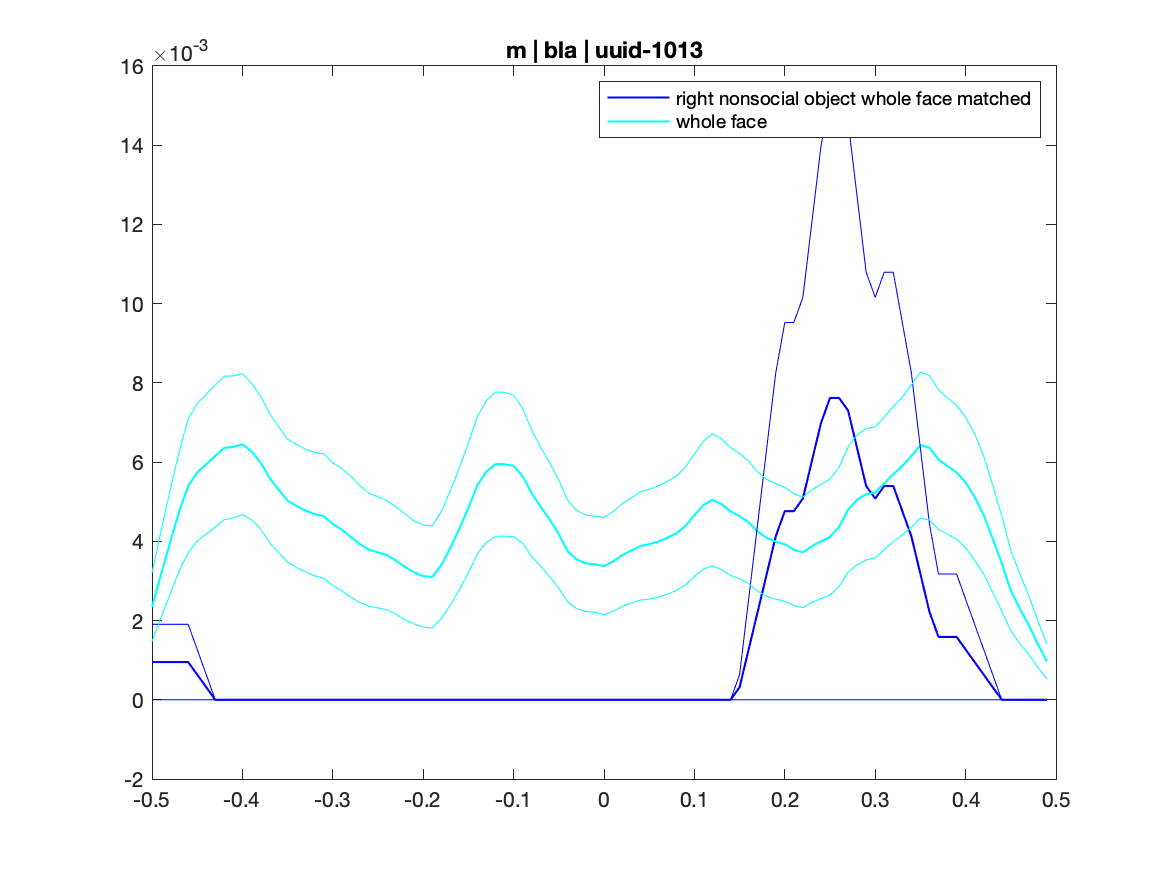 ×10-3
m | bla | uuid-1013
right nonsocial object whole face matched
whole face
16
14
12
10
8
6
4
2
0
-2
-0.5 -0.4 -0.3 -0.2 -0.1 0 0.1 0.2 0.3 0.4 0.5